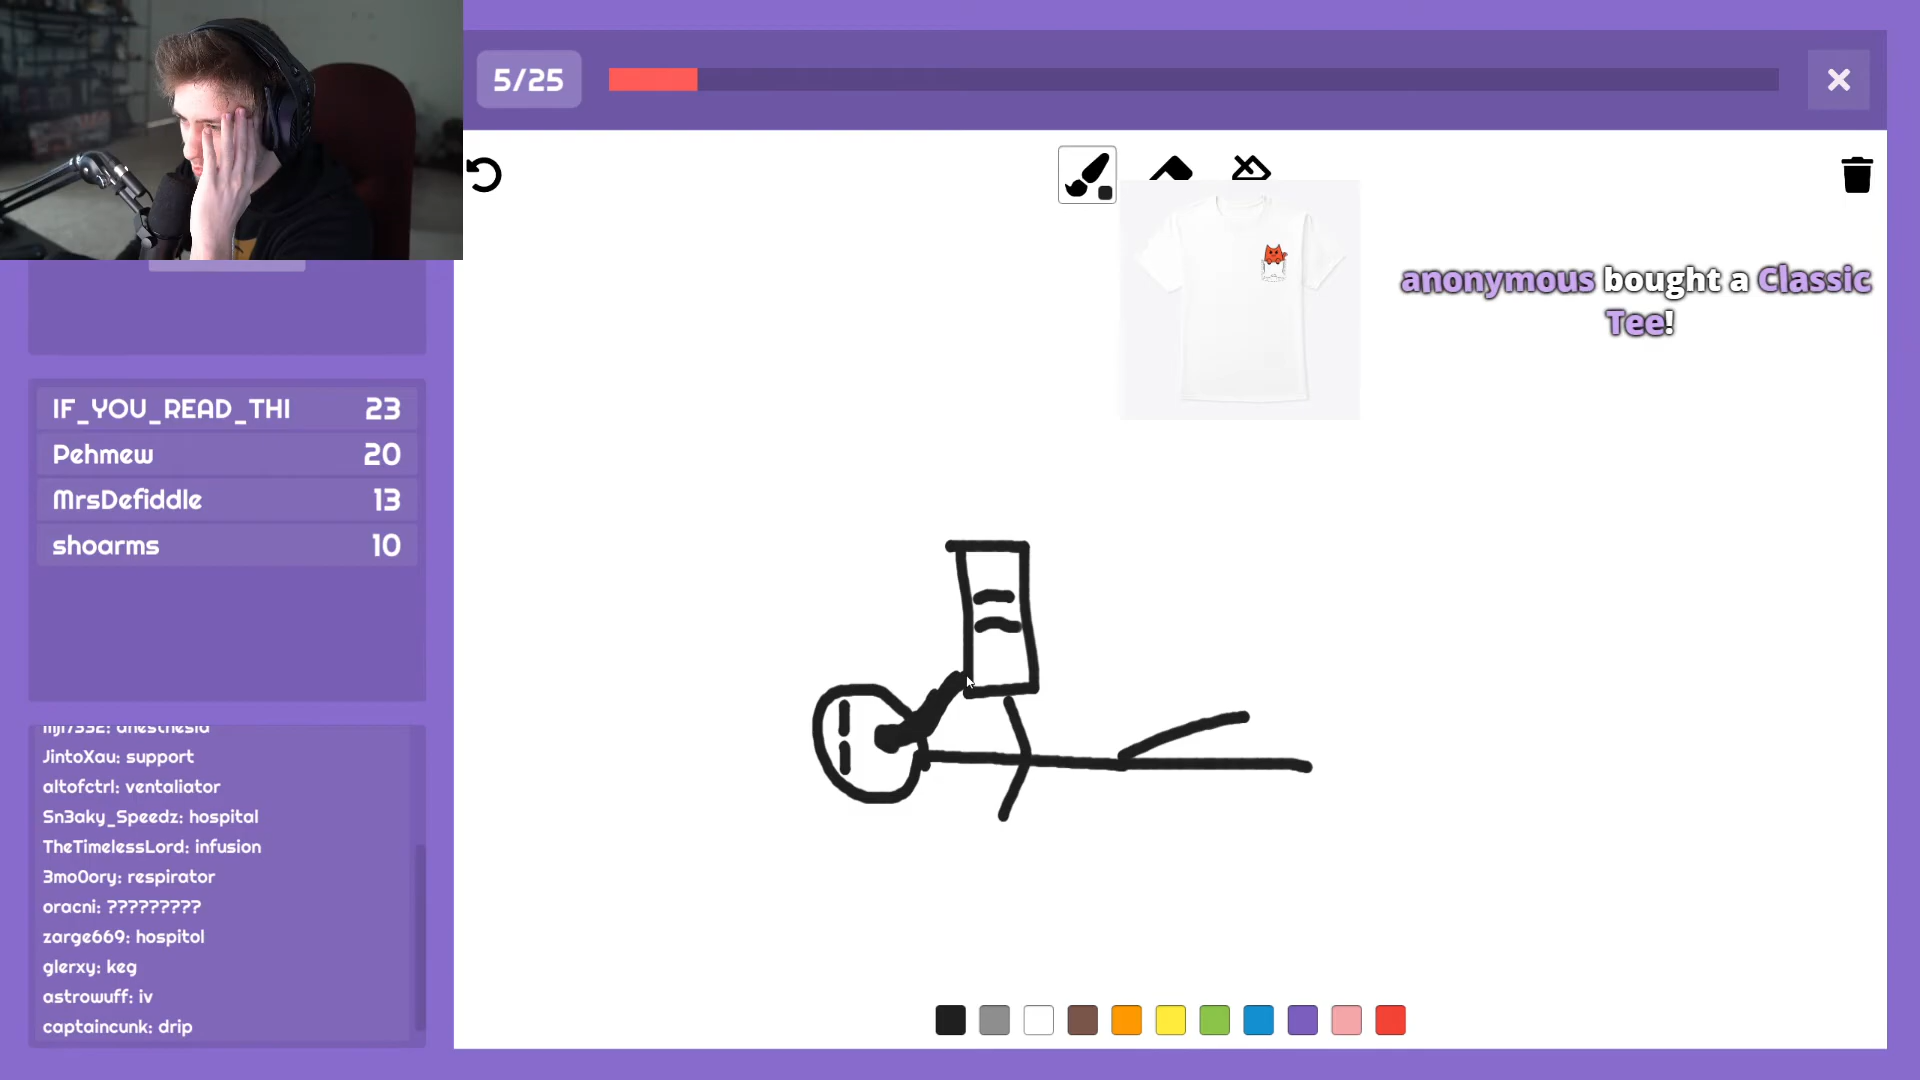 5/25
anonymous bought a Classic
Tee!
IF_YOU_READ_THI 23
Pehmew 20
MrsDefiddle 13
shoarms 10
JintoXau: support
altofctrl: ventaliator
Sn3aky_Speedz: hospital
TheTimelessLord: infusion
3mo0ory: respirator
oracni: ?????????
zarge669: hospitol
glerxy: keg
astrowuff: iv
captaincunk: drip